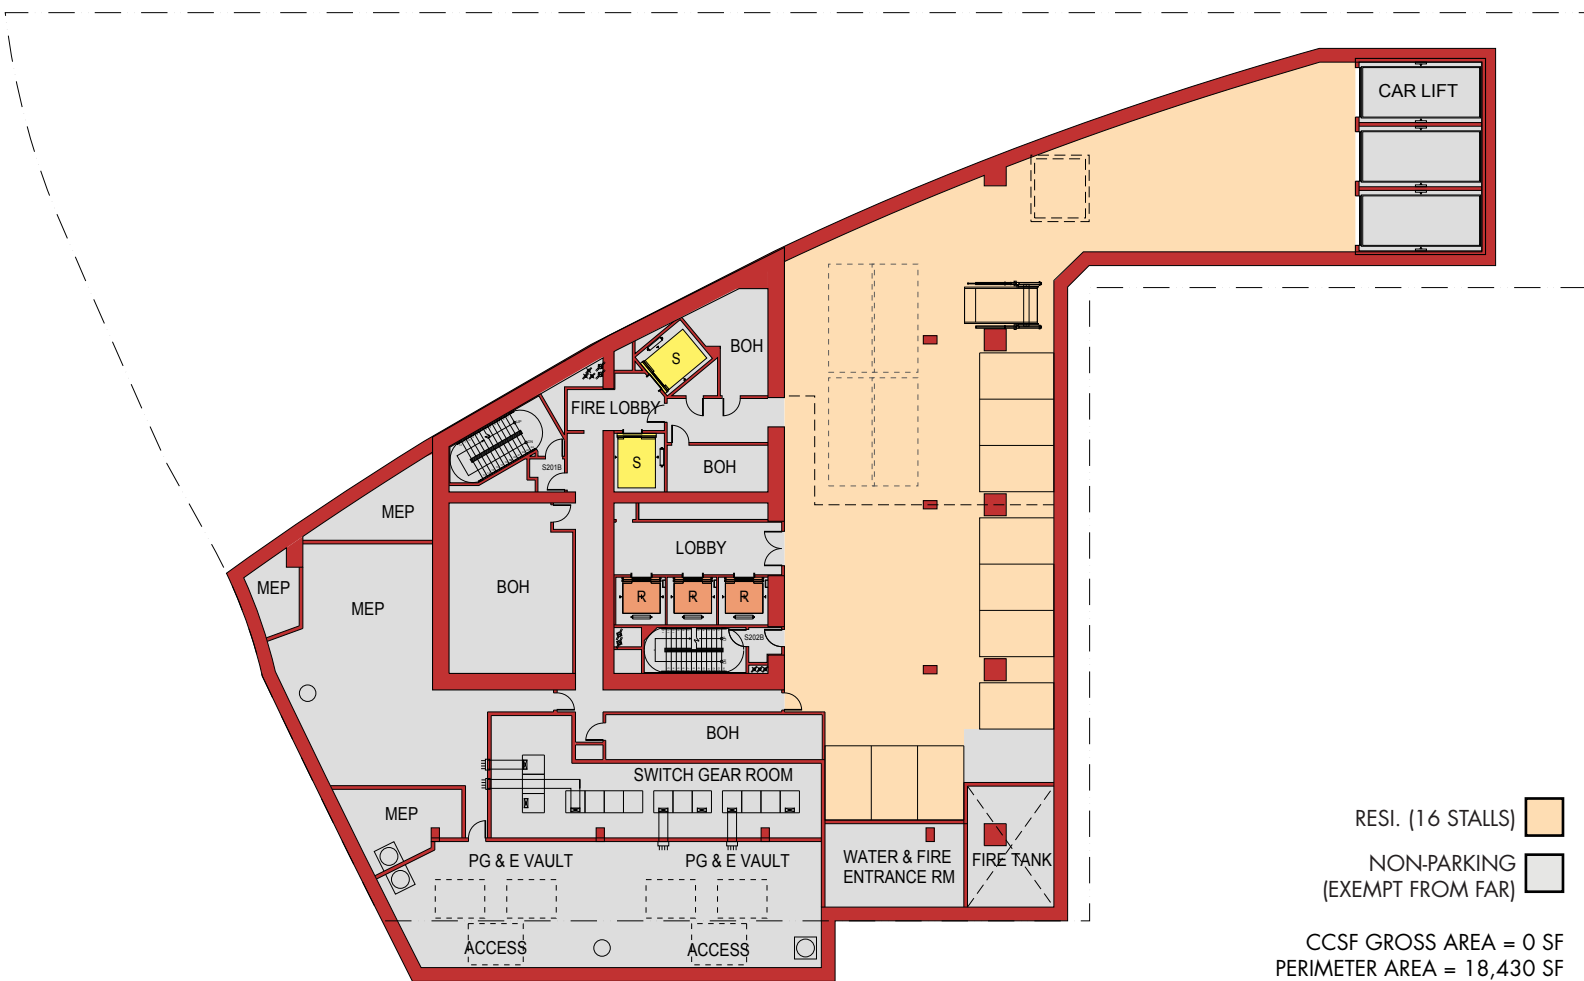 CAR LIFT
S
BOH
FIRE LOBBY
S201B
S
BOH
MEP
LOBBY
MEP
MEP
BOH
R
R
R
S202B
BOH
SWITCH GEAR ROOM
MEP
PG & E VAULT
PG & E VAULT
WATER & FIRE
ENTRANCE RM
FIRE TANK
ACCESS
ACCESS
RESI. (16 STALLS)
NON-PARKING
(EXEMPT FROM FAR)
CCSF GROSS AREA = 0 SF
PERIMETER AREA = 18,430 SF